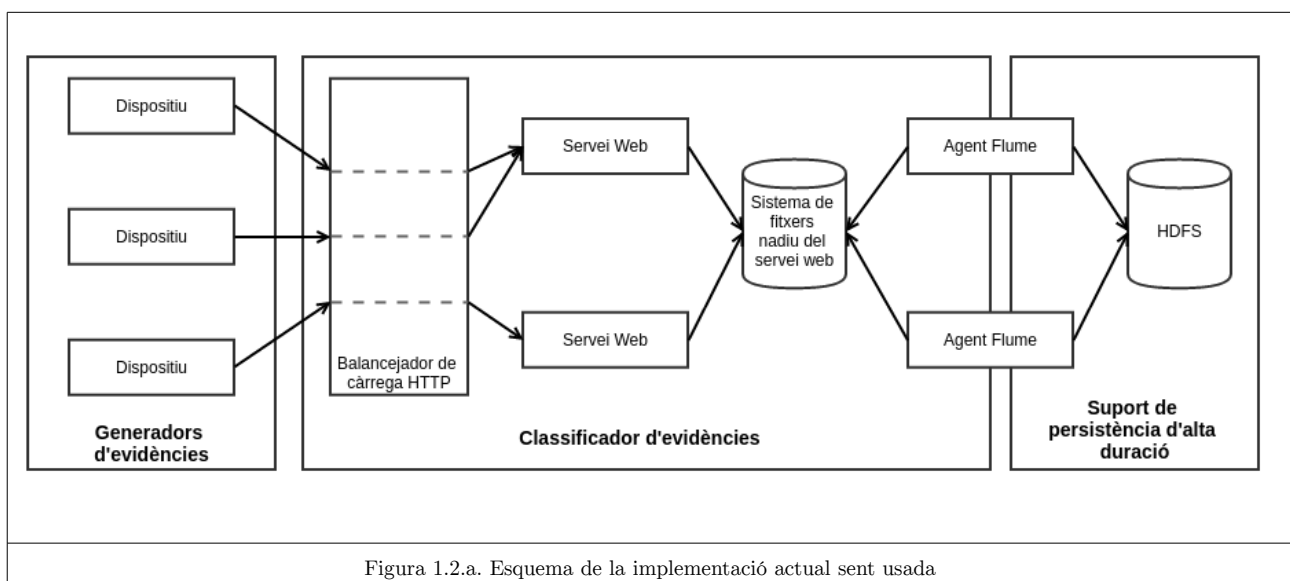 Dispositiu
Dispositiu
Dispositiu
Generadors
d'evidències
Balancejador de
càrrega HTTP
Servei Web
Servei Web
Sistema de
fitxers
nadiu del
servei web
Classificador d'evidències
Agent Flume
Agent Flume
HDFS
Suport de
persistència d'alta
duració
Figura 1.2.a. Esquema de la implementació actual sent usada